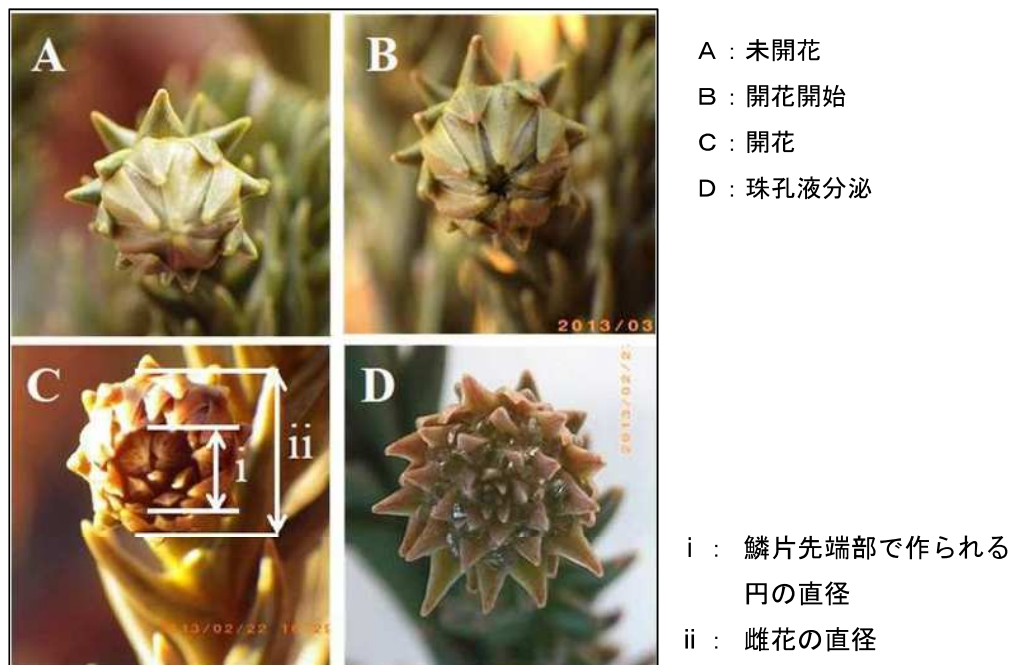 A
B
2013/03
C
i
ii
D
2013/02/2
A：未開花
B：開花開始
C：開花
D：珠孔液分泌
i： 鱗片先端部で作られる
円の直径
ii： 雌花の直径